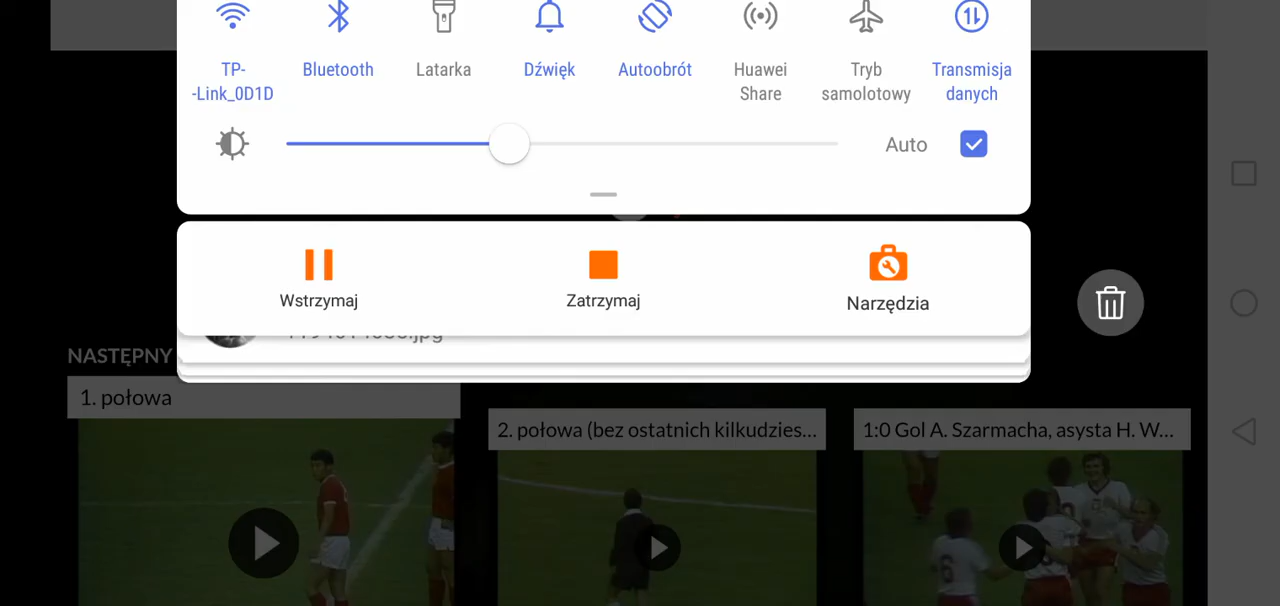 TP-
-Link_0D1D
Bluetooth
Latarka
Dźwięk
Autoobrót
Huawei
Share
Tryb
samolotowy
Transmisja
danych
Auto
Wstrzymaj
Zatrzymaj
Narzędzia
NASTĘPNY
1. połowa
2. połowa (bez ostatnich kilkudzies...
1:0 Gol A. Szarmacha, asysta H. W...